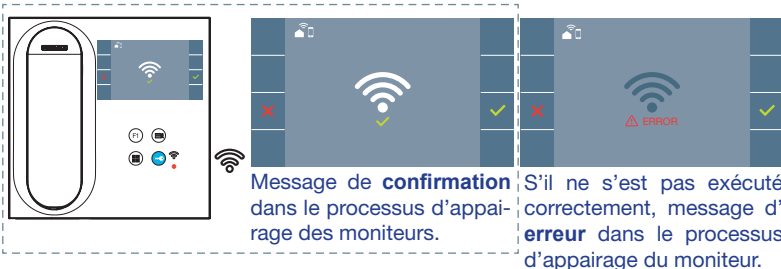 F1
ERROR
Message de confirmation
dans le processus d’appai-
rage des moniteurs.
S’il ne s’est pas exécuté
correctement, message d’
erreur dans le processus
d’appairage du moniteur.